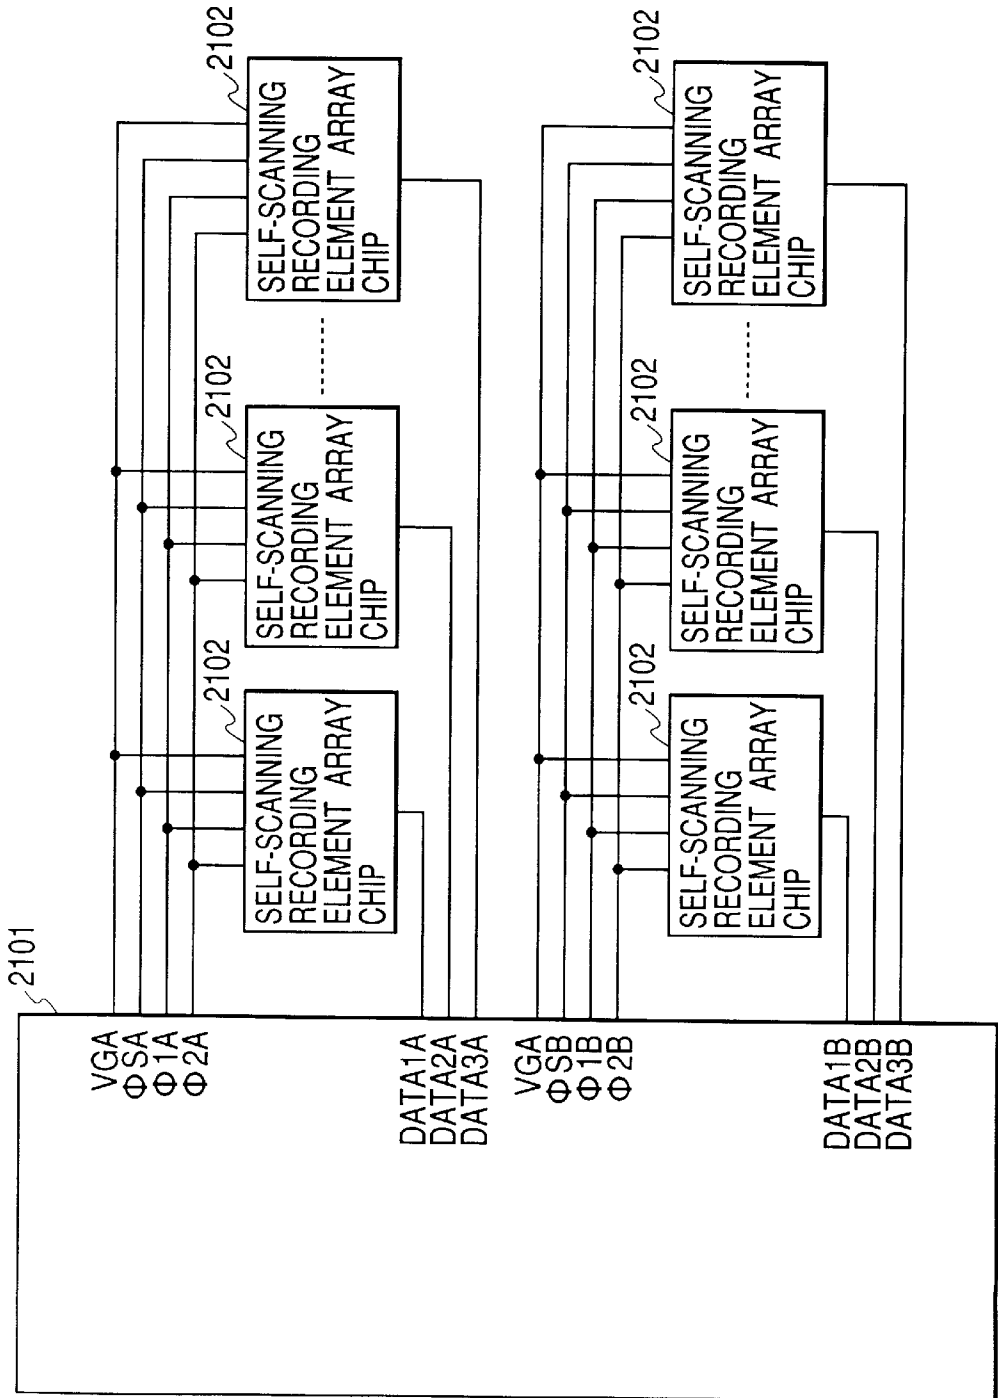 2101
VGA
ΦSA
Φ1A
Φ2A
DATA1A
DATA2A
DATA3A
VGA
ΦSB
Φ1B
Φ2B
DATA1B
DATA2B
DATA3B
2102
SELF-SCANNING
RECORDING
ELEMENT ARRAY
CHIP
2102
SELF-SCANNING
RECORDING
ELEMENT ARRAY
CHIP
2102
SELF-SCANNING
RECORDING
ELEMENT ARRAY
CHIP
2102
SELF-SCANNING
RECORDING
ELEMENT ARRAY
CHIP
2102
SELF-SCANNING
RECORDING
ELEMENT ARRAY
CHIP
2102
SELF-SCANNING
RECORDING
ELEMENT ARRAY
CHIP